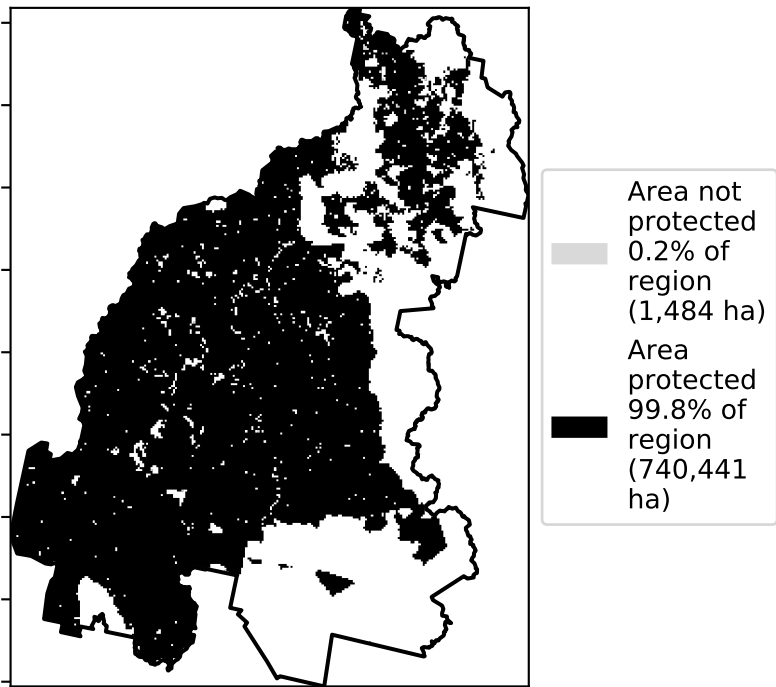 Area not
protected
0.2% of
region
(1,484 ha)
Area
protected
99.8% of
region
(740,441
ha)